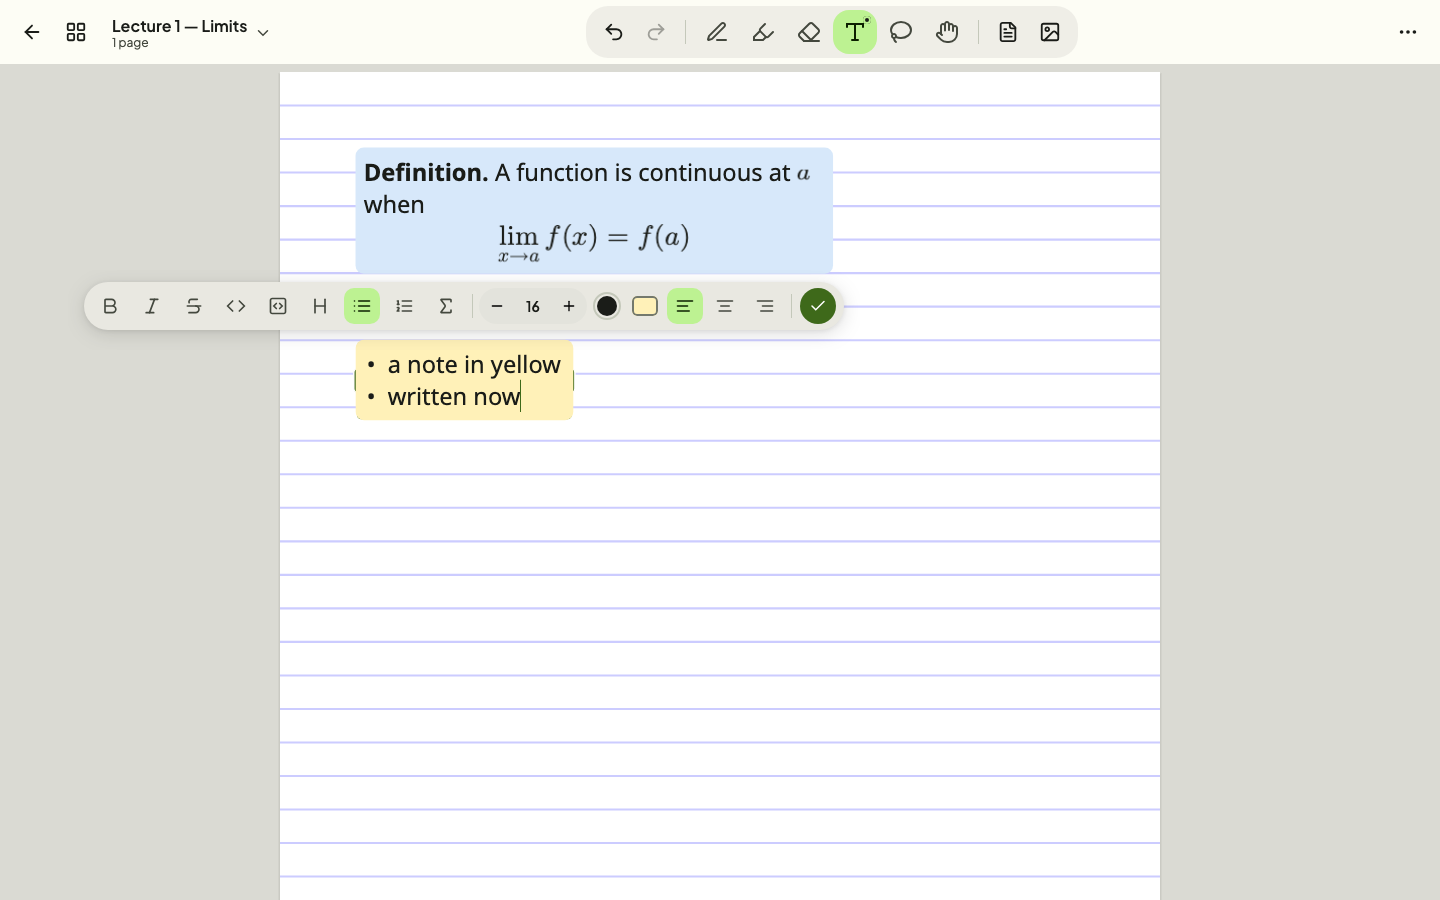 Lecture 1 — Limits
1 page
Definition. A function is continuous at a
when
lim f(x) = f(a)
x→a
16
• a note in yellow
• written now